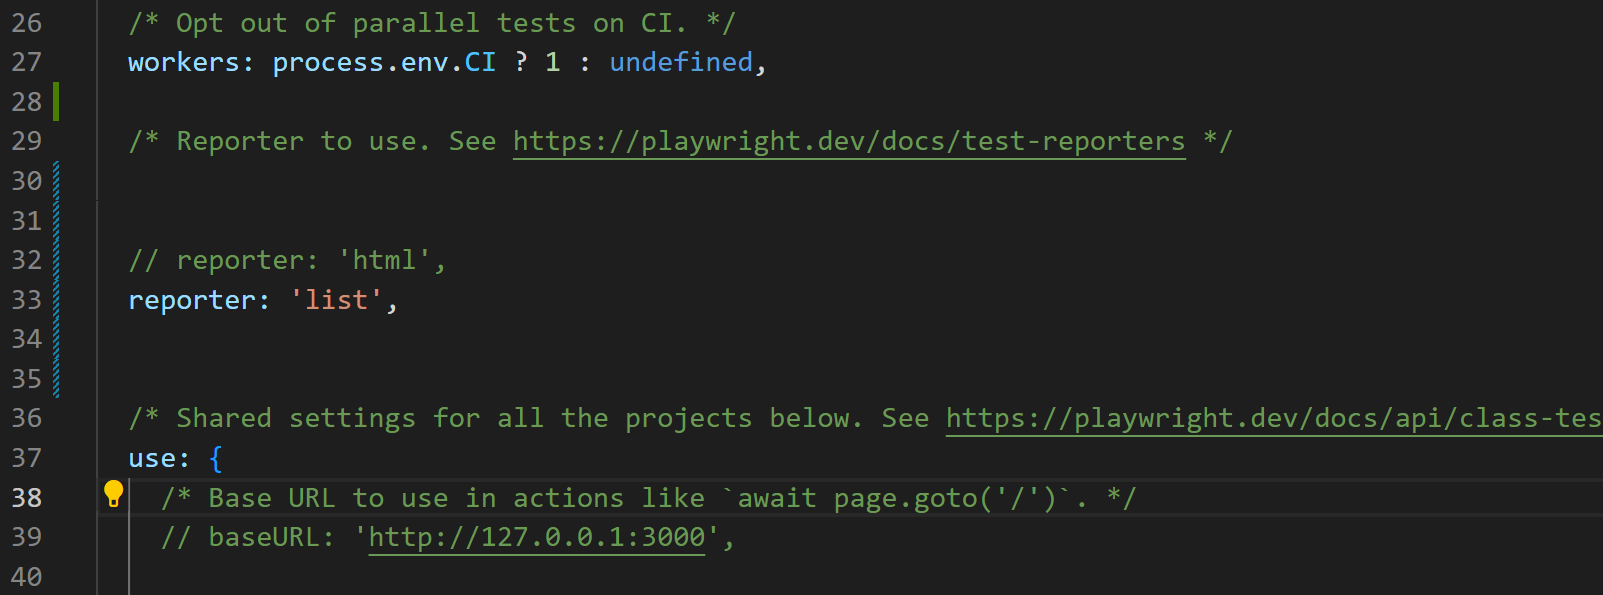 26 /* Opt out of parallel tests on CI. */
27 workers: process.env.CI ? 1 : undefined,
28
29 /* Reporter to use. See https://playwright.dev/docs/test-reporters */
30
31
32 // reporter: 'html',
33 reporter: 'list',
34
35
36 /* Shared settings for all the projects below. See https://playwright.dev/docs/api/class-tes
37 use: {
38 /* Base URL to use in actions like `await page.goto('/')`. */
39 // baseURL: 'http://127.0.0.1:3000',
40